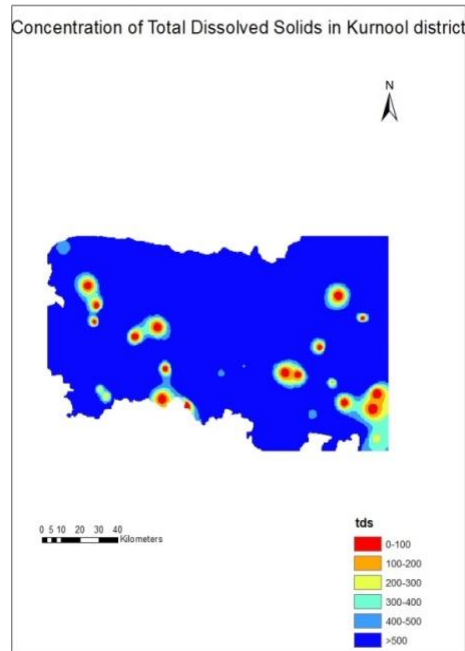 Concentration of Total Dissolved Solids in Kurnool district
N
0 5 10 20 30 40
Kilometers
tds
0-100
100-200
200-300
300-400
400-500
>500